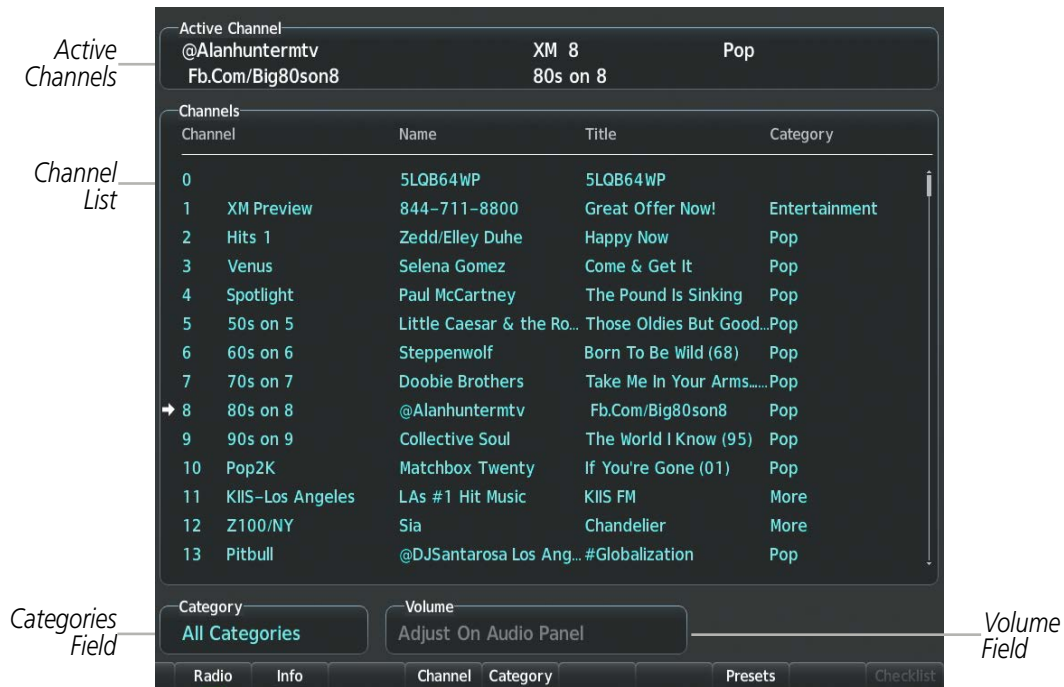 Active Channels
Active Channel
@Alanhuntermtv XM 8 Pop
Fb.Com/Big80son8 80s on 8
Channel List
Channels
Channel Name Title Category
0 5LQB64WP 5LQB64WP
1 XM Preview 844-711-8800 Great Offer Now! Entertainment
2 Hits 1 Zedd/Elley Duhe Happy Now Pop
3 Venus Selena Gomez Come & Get It Pop
4 Spotlight Paul McCartney The Pound Is Sinking Pop
5 50s on 5 Little Caesar & the Ro... Those Oldies But Good...Pop
6 60s on 6 Steppenwolf Born To Be Wild (68) Pop
7 70s on 7 Doobie Brothers Take Me In Your Arms......Pop
8 80s on 8 @Alanhuntermtv Fb.Com/Big80son8 Pop
9 90s on 9 Collective Soul The World I Know (95) Pop
10 Pop2K Matchbox Twenty If You're Gone (01) Pop
11 KIIS-Los Angeles LAs #1 Hit Music KIIS FM More
12 Z100/NY Sia Chandelier More
13 Pitbull @DJSantarosa Los Ang... #Globalization Pop
Categories Field
Category
All Categories
Volume
Adjust On Audio Panel
Volume Field
Radio Info Channel Category Presets Checklist